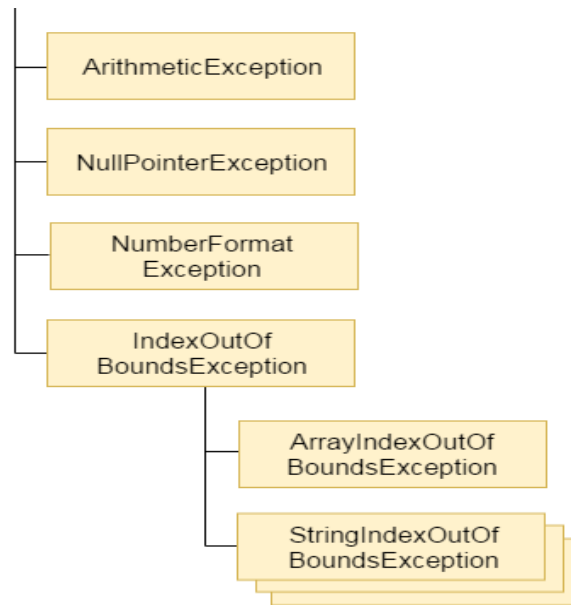 ArithmeticException
NullPointerException
NumberFormat
Exception
IndexOutOf
BoundsException
ArrayIndexOutOf
BoundsException
StringIndexOutOf
BoundsException